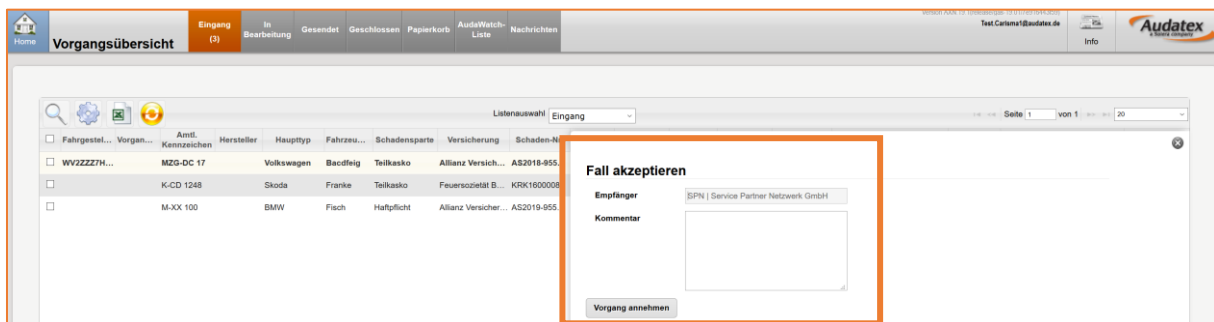 Home
Vorgangsübersicht
Eingang
(3)
In
Bearbeitung
Gesendet
Geschlossen
Papierkorb
AudaWatch-
Liste
Nachrichten
Test.Carisma1@audatex.de
Info
Audatex
a Solera company
Listenauswahl Eingang
Seite 1 von 1 20
Fahrgestel... Vorgan... Amtl. Kennzeichen Hersteller Haupttyp Fahrzeu... Schadensparte Versicherung Schaden-N
WV2ZZZ7H... MZG-DC 17 Volkswagen Bacdfeig Teilkasko Allianz Versich... AS2018-955.
K-CD 1248 Skoda Franke Teilkasko Feuersozietät B... KRK1600008
M-XX 100 BMW Fisch Haftpflicht Allianz Versicher... AS2019-955.
Fall akzeptieren
Empfänger SPN | Service Partner Netzwerk GmbH
Kommentar
Vorgang annehmen